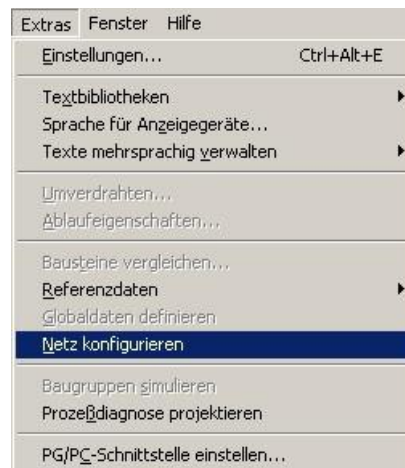 Extras Fenster Hilfe
Einstellungen... Ctrl+Alt+E
Textbibliotheken
Sprache für Anzeigegeräte...
Texte mehrsprachig verwalten
Umverdrahten...
Ablaufeigenschaften...
Bausteine vergleichen...
Referenzdaten
Globaldaten definieren
Netz konfigurieren
Baugruppen simulieren
Prozeßdiagnose projektieren
PG/PC-Schnittstelle einstellen...